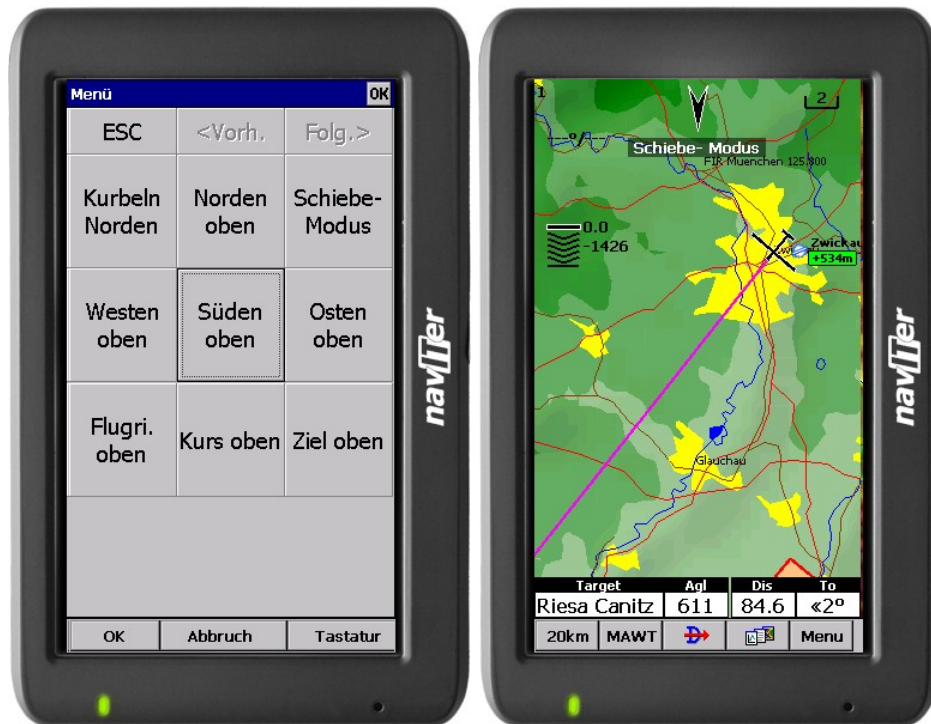 Menü OK
ESC <Vorh. Folg.>
Kurbeln Norden Schiebe-
Norden oben Modus
Westen Süden Osten
oben oben oben
Flugri. Kurs oben Ziel oben
oben
OK Abbruch Tastatur
naviter
1
2
---°/---
Schiebe- Modus
FIR Muenchen 125.800
0.0
-1426
Zwickau
+534m
Glauchau
Target Agl Dis To
Riesa Canitz 611 84.6 «2°
20km MAWT Menu
naviter